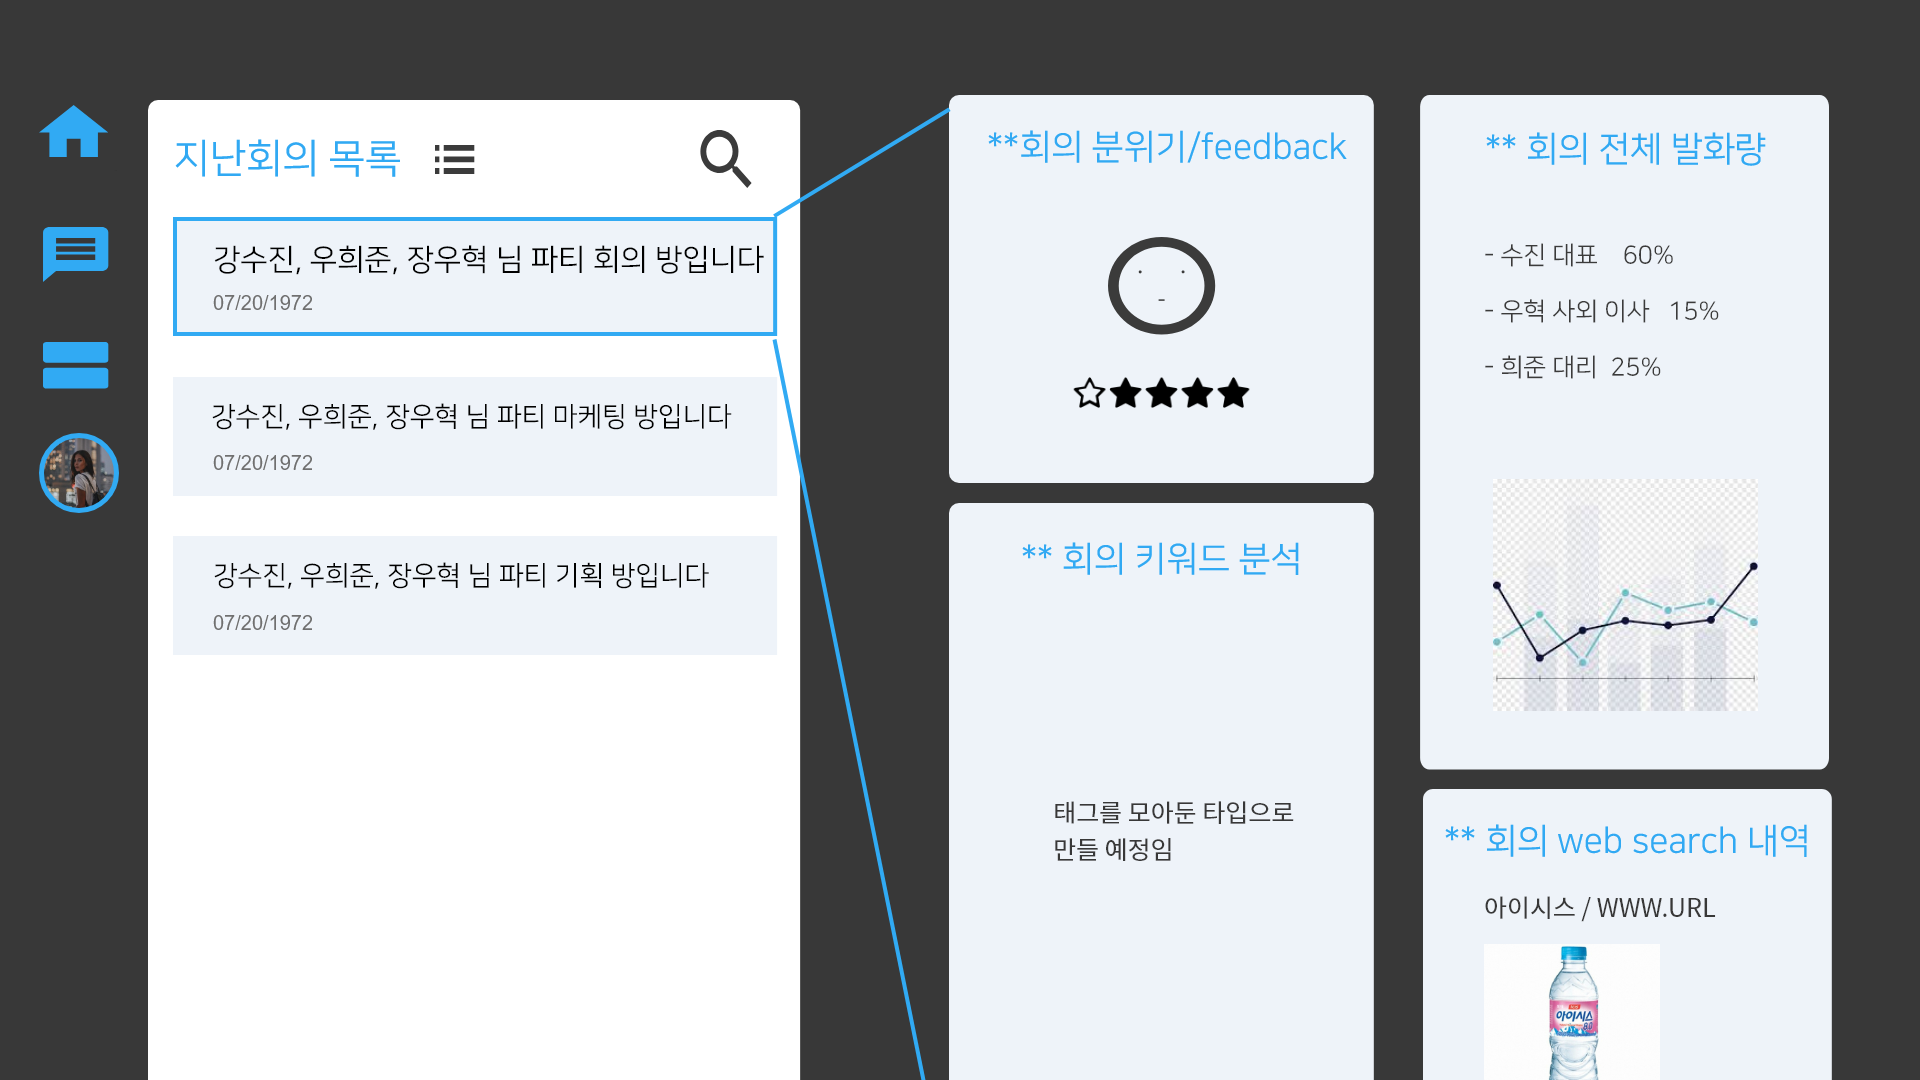 지난회의 목록
강수진, 우희준, 장우혁 님 파티 회의 방입니다
07/20/1972
강수진, 우희준, 장우혁 님 파티 마케팅 방입니다
07/20/1972
강수진, 우희준, 장우혁 님 파티 기획 방입니다
07/20/1972
**회의 분위기/feedback
** 회의 키워드 분석
태그를 모아둔 타입으로
만들 예정임
** 회의 전체 발화량
- 수진 대표 60%
- 우혁 사외 이사 15%
- 희준 대리 25%
** 회의 web search 내역
아이시스 / WWW.URL
아이시스
8.0